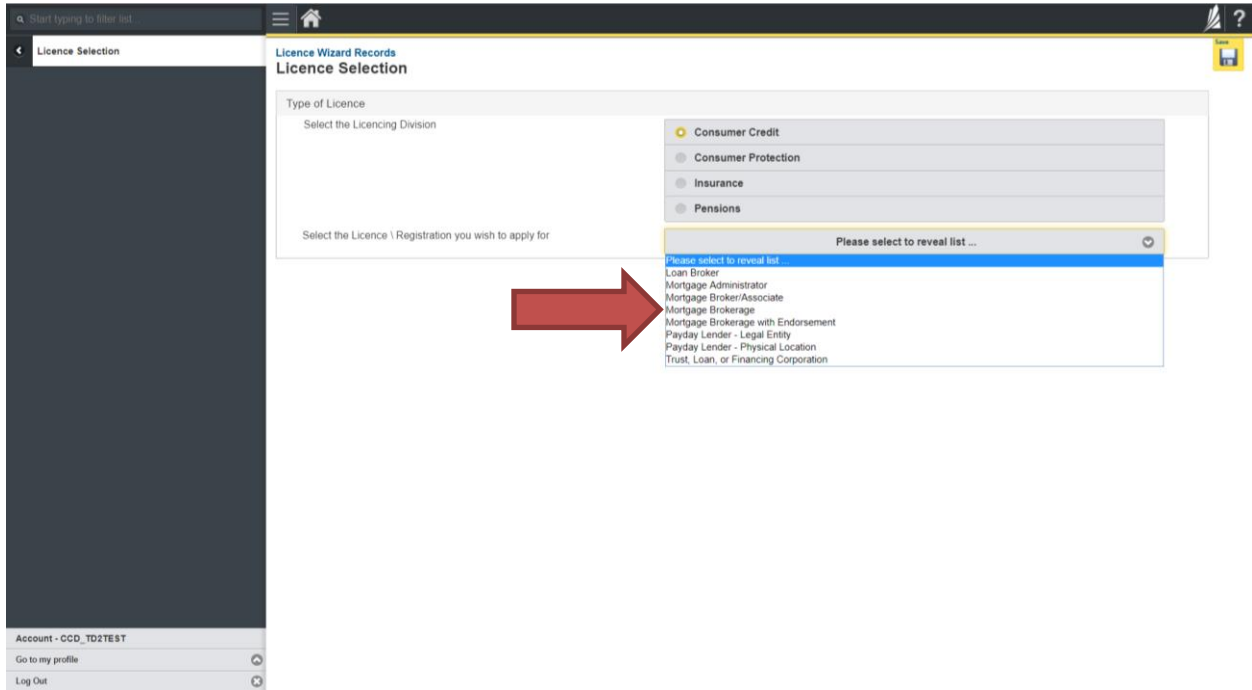 Start typing to filter list
?
Licence Selection
Licence Wizard Records
Licence Selection
Save
Type of Licence
Select the Licencing Division
Consumer Credit
Consumer Protection
Insurance
Pensions
Select the Licence \ Registration you wish to apply for
Please select to reveal list ...
Please select to reveal list ...
Loan Broker
Mortgage Administrator
Mortgage Broker/Associate
Mortgage Brokerage
Mortgage Brokerage with Endorsement
Payday Lender - Legal Entity
Payday Lender - Physical Location
Trust, Loan, or Financing Corporation
Account - CCD_TD2TEST
Go to my profile
Log Out